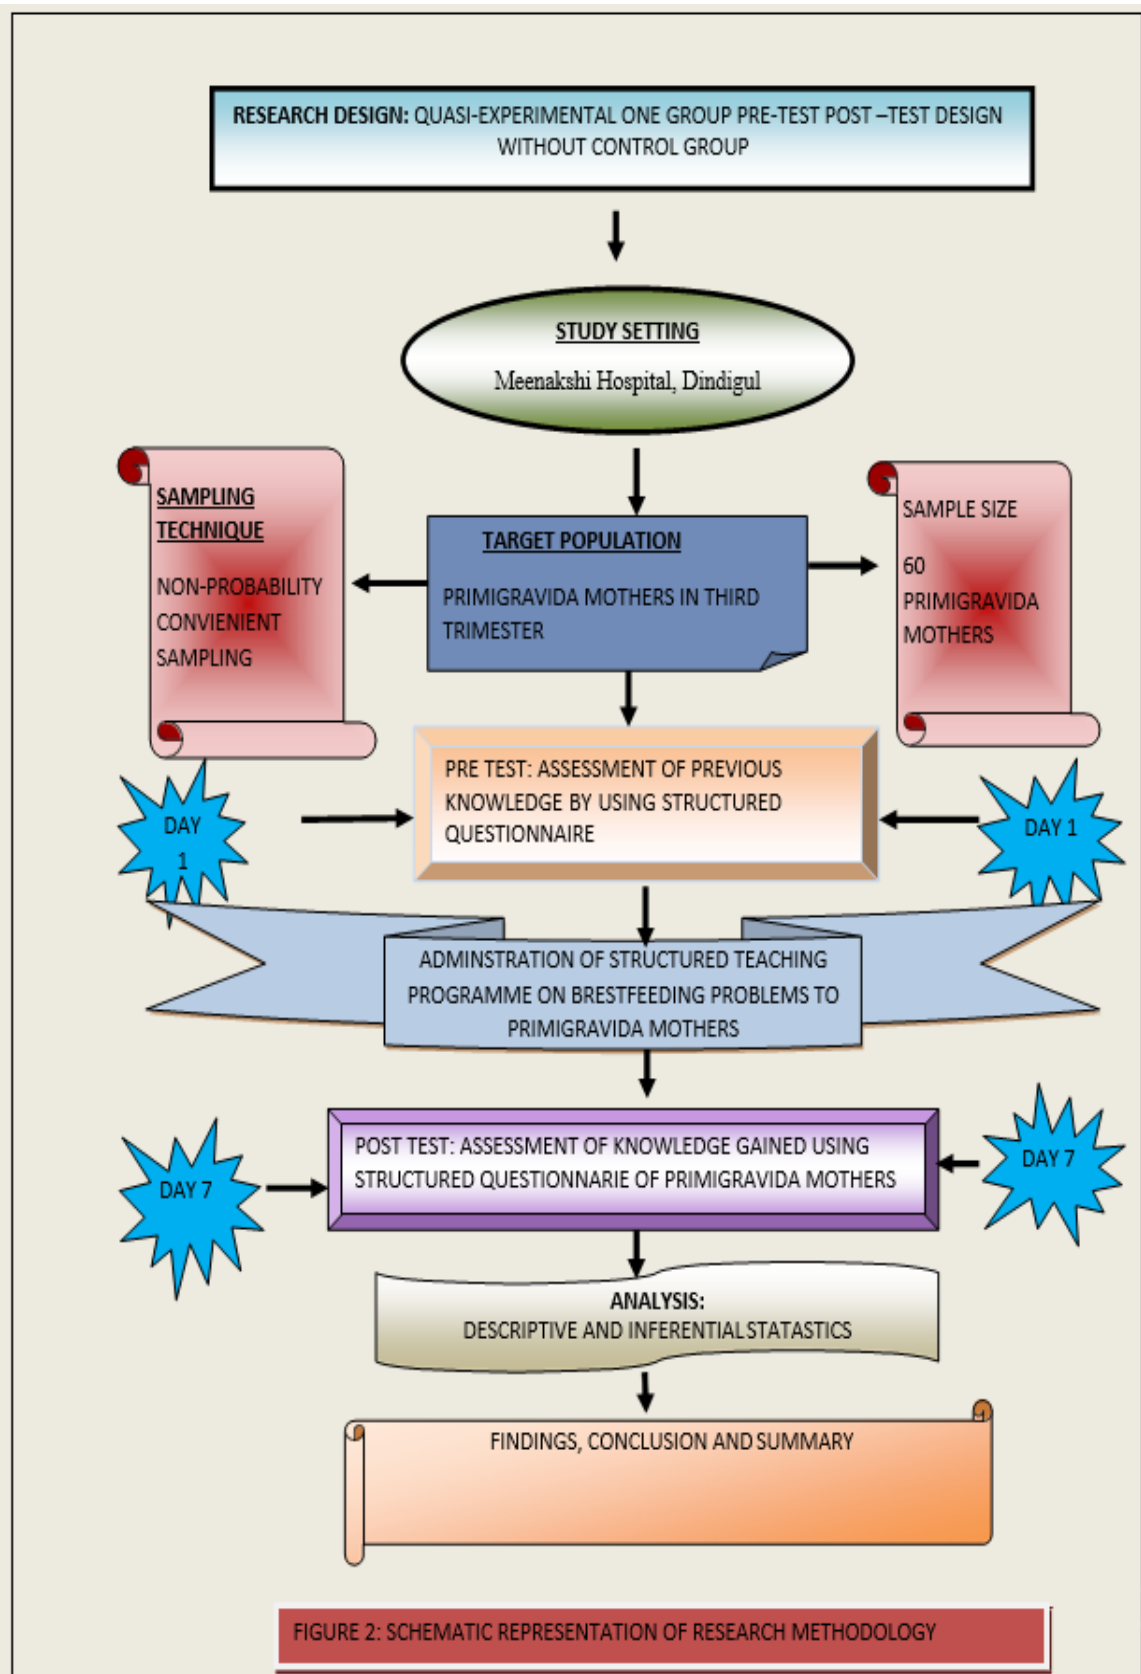 RESEARCH DESIGN: QUASI-EXPERIMENTAL ONE GROUP PRE-TEST POST –TEST DESIGN
WITHOUT CONTROL GROUP
STUDY SETTING
Meenakshi Hospital, Dindigul
SAMPLING
TECHNIQUE
NON-PROBABILITY
CONVIENIENT
SAMPLING
TARGET POPULATION
PRIMIGRAVIDA MOTHERS IN THIRD
TRIMESTER
SAMPLE SIZE
60
PRIMIGRAVIDA
MOTHERS
DAY
1
PRE TEST: ASSESSMENT OF PREVIOUS
KNOWLEDGE BY USING STRUCTURED
QUESTIONNAIRE
DAY 1
ADMINSTRATION OF STRUCTURED TEACHING
PROGRAMME ON BRESTFEEDING PROBLEMS TO
PRIMIGRAVIDA MOTHERS
DAY 7
POST TEST: ASSESSMENT OF KNOWLEDGE GAINED USING
STRUCTURED QUESTIONNARIE OF PRIMIGRAVIDA MOTHERS
DAY 7
ANALYSIS:
DESCRIPTIVE AND INFERENTIAL STATASTICS
FINDINGS, CONCLUSION AND SUMMARY
FIGURE 2: SCHEMATIC REPRESENTATION OF RESEARCH METHODOLOGY